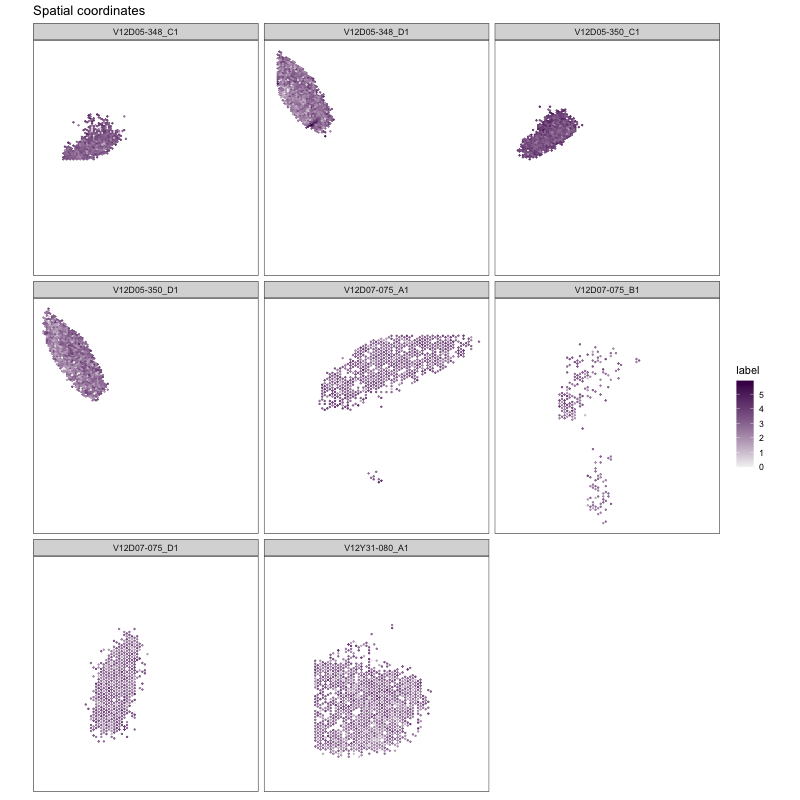 Spatial coordinates
V12D05-348_C1
V12D05-348_D1
V12D05-350_C1
V12D05-350_D1
V12D07-075_A1
V12D07-075_B1
label
5
4
3
2
1
0
V12D07-075_D1
V12Y31-080_A1